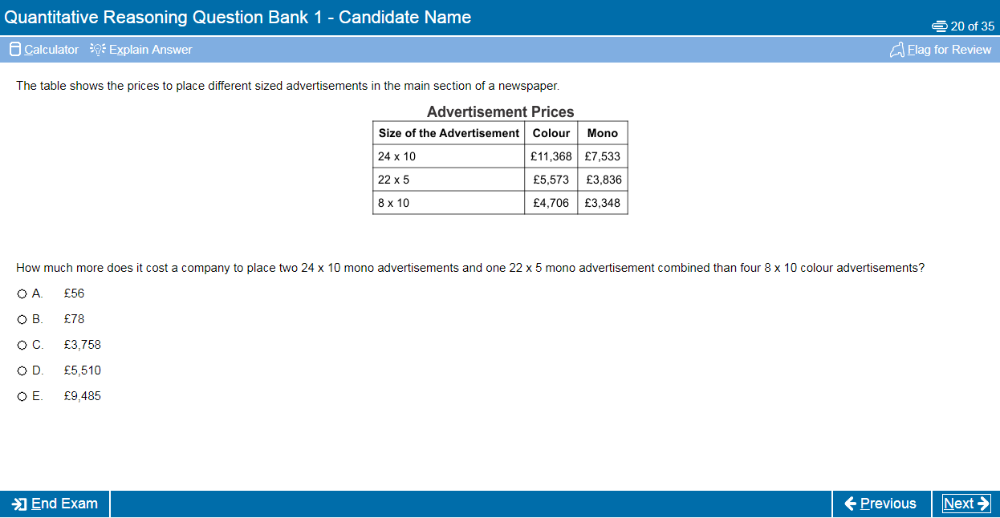 Quantitative Reasoning Question Bank 1 - Candidate Name
20 of 35
Calculator Explain Answer Flag for Review
The table shows the prices to place different sized advertisements in the main section of a newspaper.
Advertisement Prices
Size of the Advertisement Colour Mono
24 x 10 £11,368 £7,533
22 x 5 £5,573 £3,836
8 x 10 £4,706 £3,348
How much more does it cost a company to place two 24 x 10 mono advertisements and one 22 x 5 mono advertisement combined than four 8 x 10 colour advertisements?
A. £56
B. £78
C. £3,758
D. £5,510
E. £9,485
End Exam Previous Next